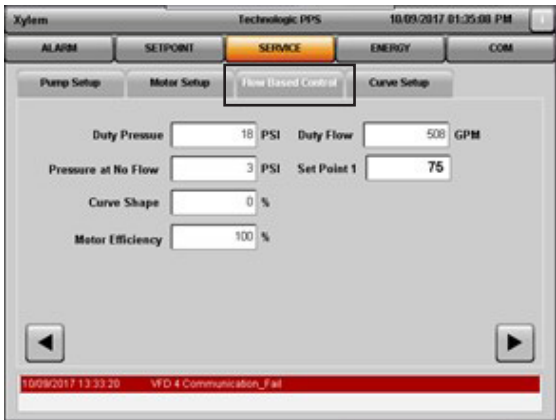 Xylem Technologic PPS 10/09/2017 01:35:08 PM
ALARM SETPOINT SERVICE ENERGY COM
Pump Setup Motor Setup Flow Based Control Curve Setup
Duty Pressue 18 PSI Duty Flow 508 GPM
Pressure at No Flow 3 PSI Set Point 1 75
Curve Shape 0 %
Motor Efficiency 100 %
10/09/2017 13:33:20 VFD 4 Communication_Fail